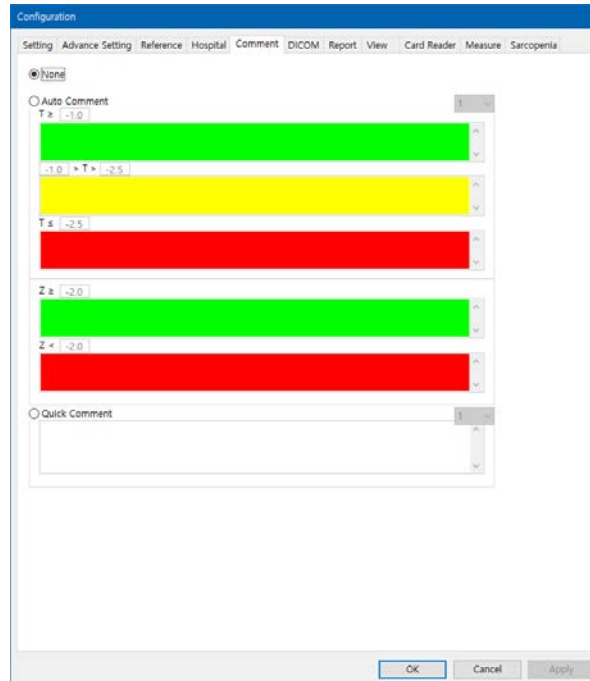 Configuration
Setting Advance Setting Reference Hospital Comment DICOM Report View Card Reader Measure Sarcopenia
None
Auto Comment 1
T ≥ -1.0
-1.0 > T > -2.5
T ≤ -2.5
Z ≥ -2.0
Z < -2.0
Quick Comment 1
OK Cancel Apply